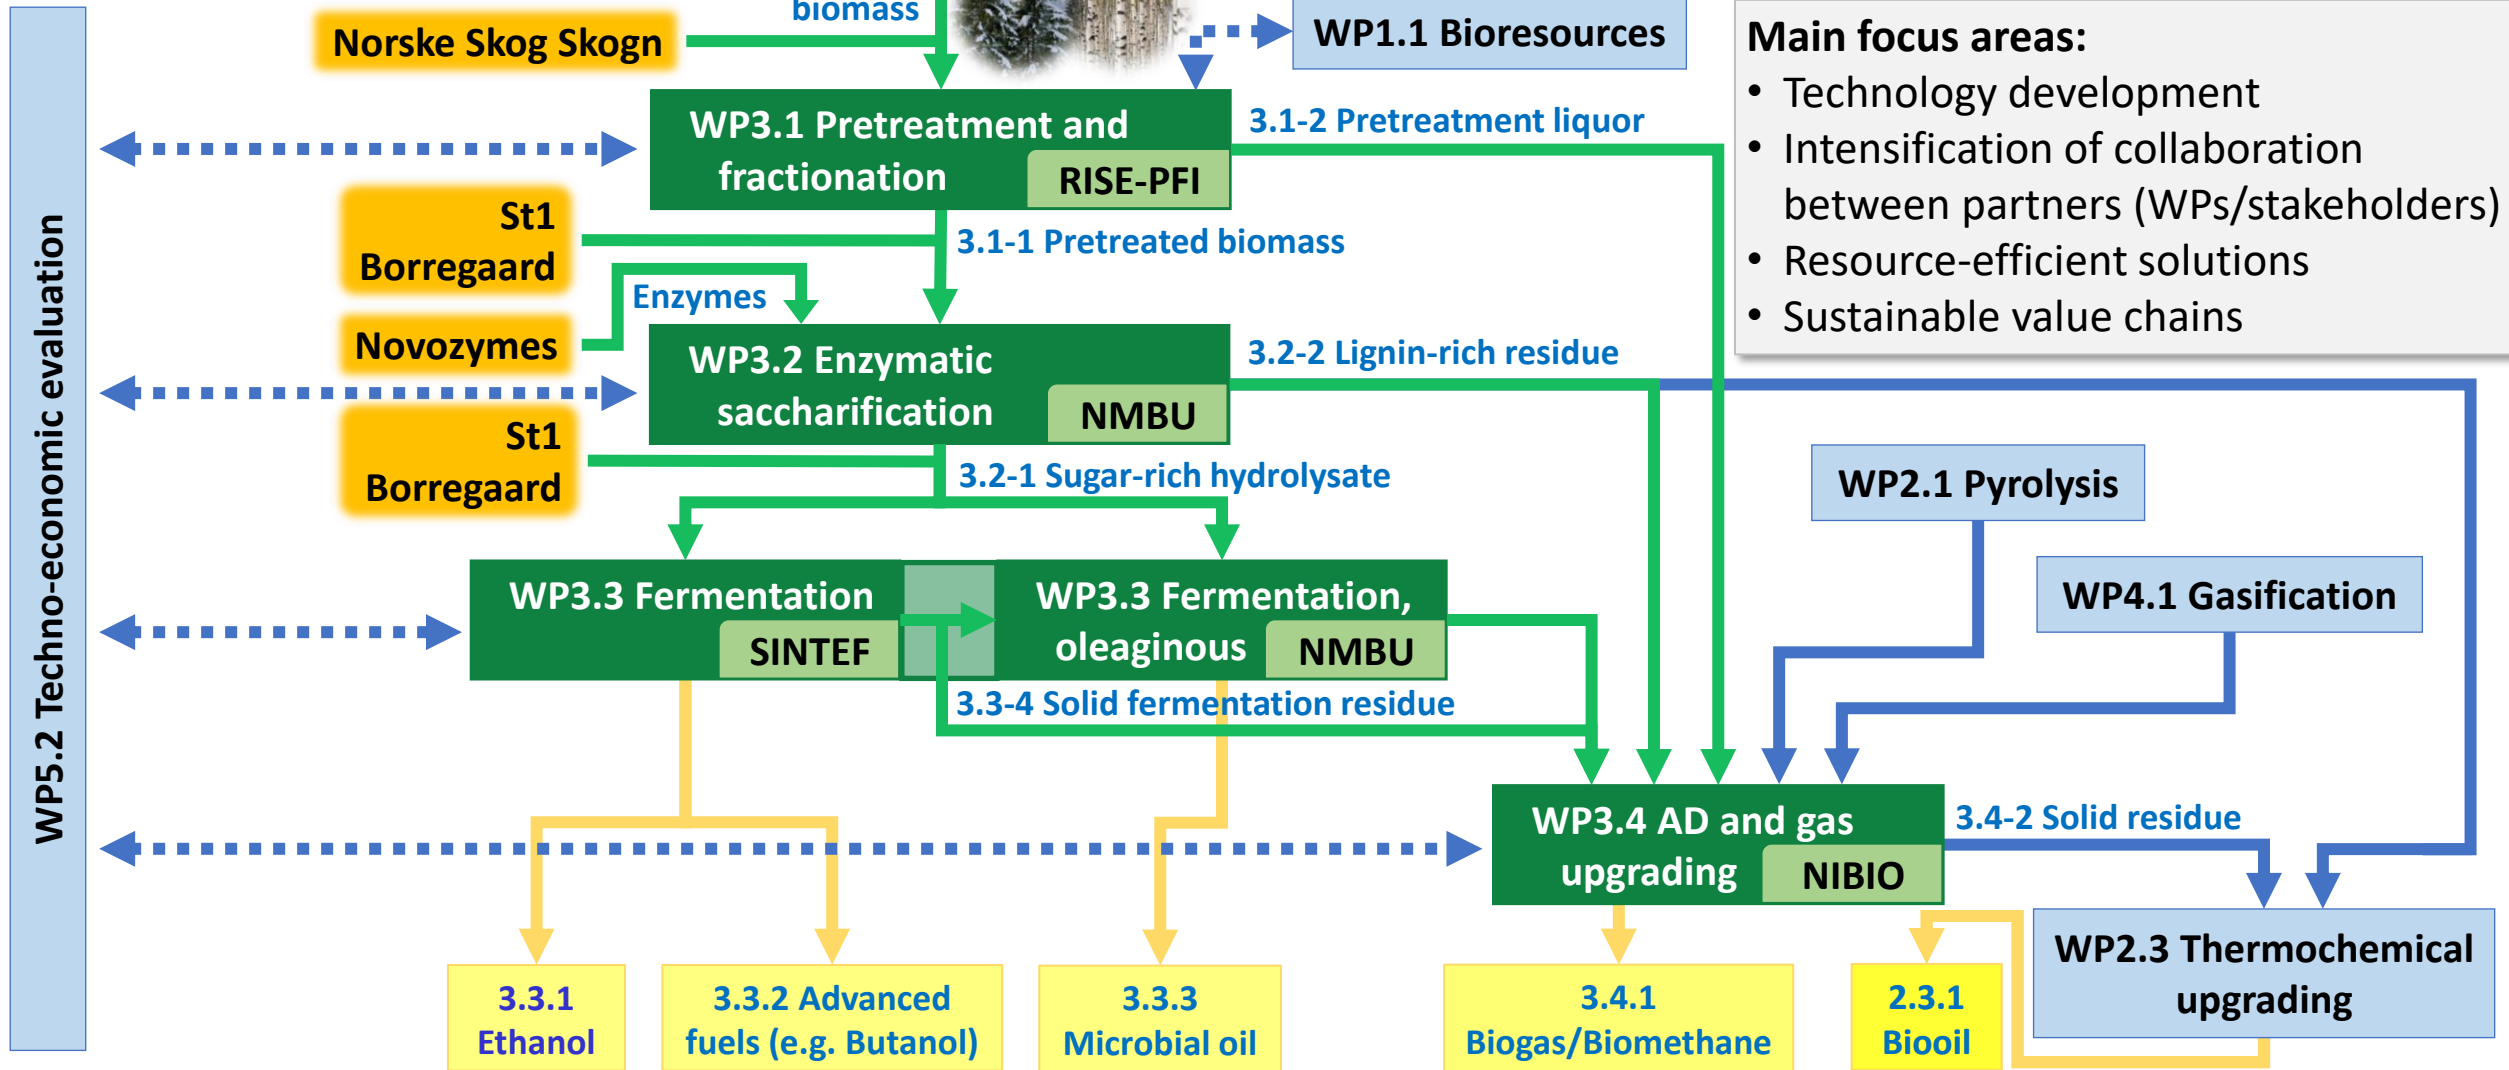 biomass
Norske Skog Skogn
WP1.1 Bioresources
Main focus areas:
• Technology development
• Intensification of collaboration
between partners (WPs/stakeholders)
• Resource-efficient solutions
• Sustainable value chains
WP3.1 Pretreatment and
fractionation
RISE-PFI
3.1-2 Pretreatment liquor
St1
Borregaard
3.1-1 Pretreated biomass
Enzymes
Novozymes
WP3.2 Enzymatic
saccharification
NMBU
3.2-2 Lignin-rich residue
St1
Borregaard
3.2-1 Sugar-rich hydrolysate
WP2.1 Pyrolysis
WP4.1 Gasification
WP5.2 Techno-economic evaluation
WP3.3 Fermentation
SINTEF
WP3.3 Fermentation,
oleaginous
NMBU
3.3-4 Solid fermentation residue
WP3.4 AD and gas
upgrading
NIBIO
3.4-2 Solid residue
WP2.3 Thermochemical
upgrading
3.3.1
Ethanol
3.3.2 Advanced
fuels (e.g. Butanol)
3.3.3
Microbial oil
3.4.1
Biogas/Biomethane
2.3.1
Biooil